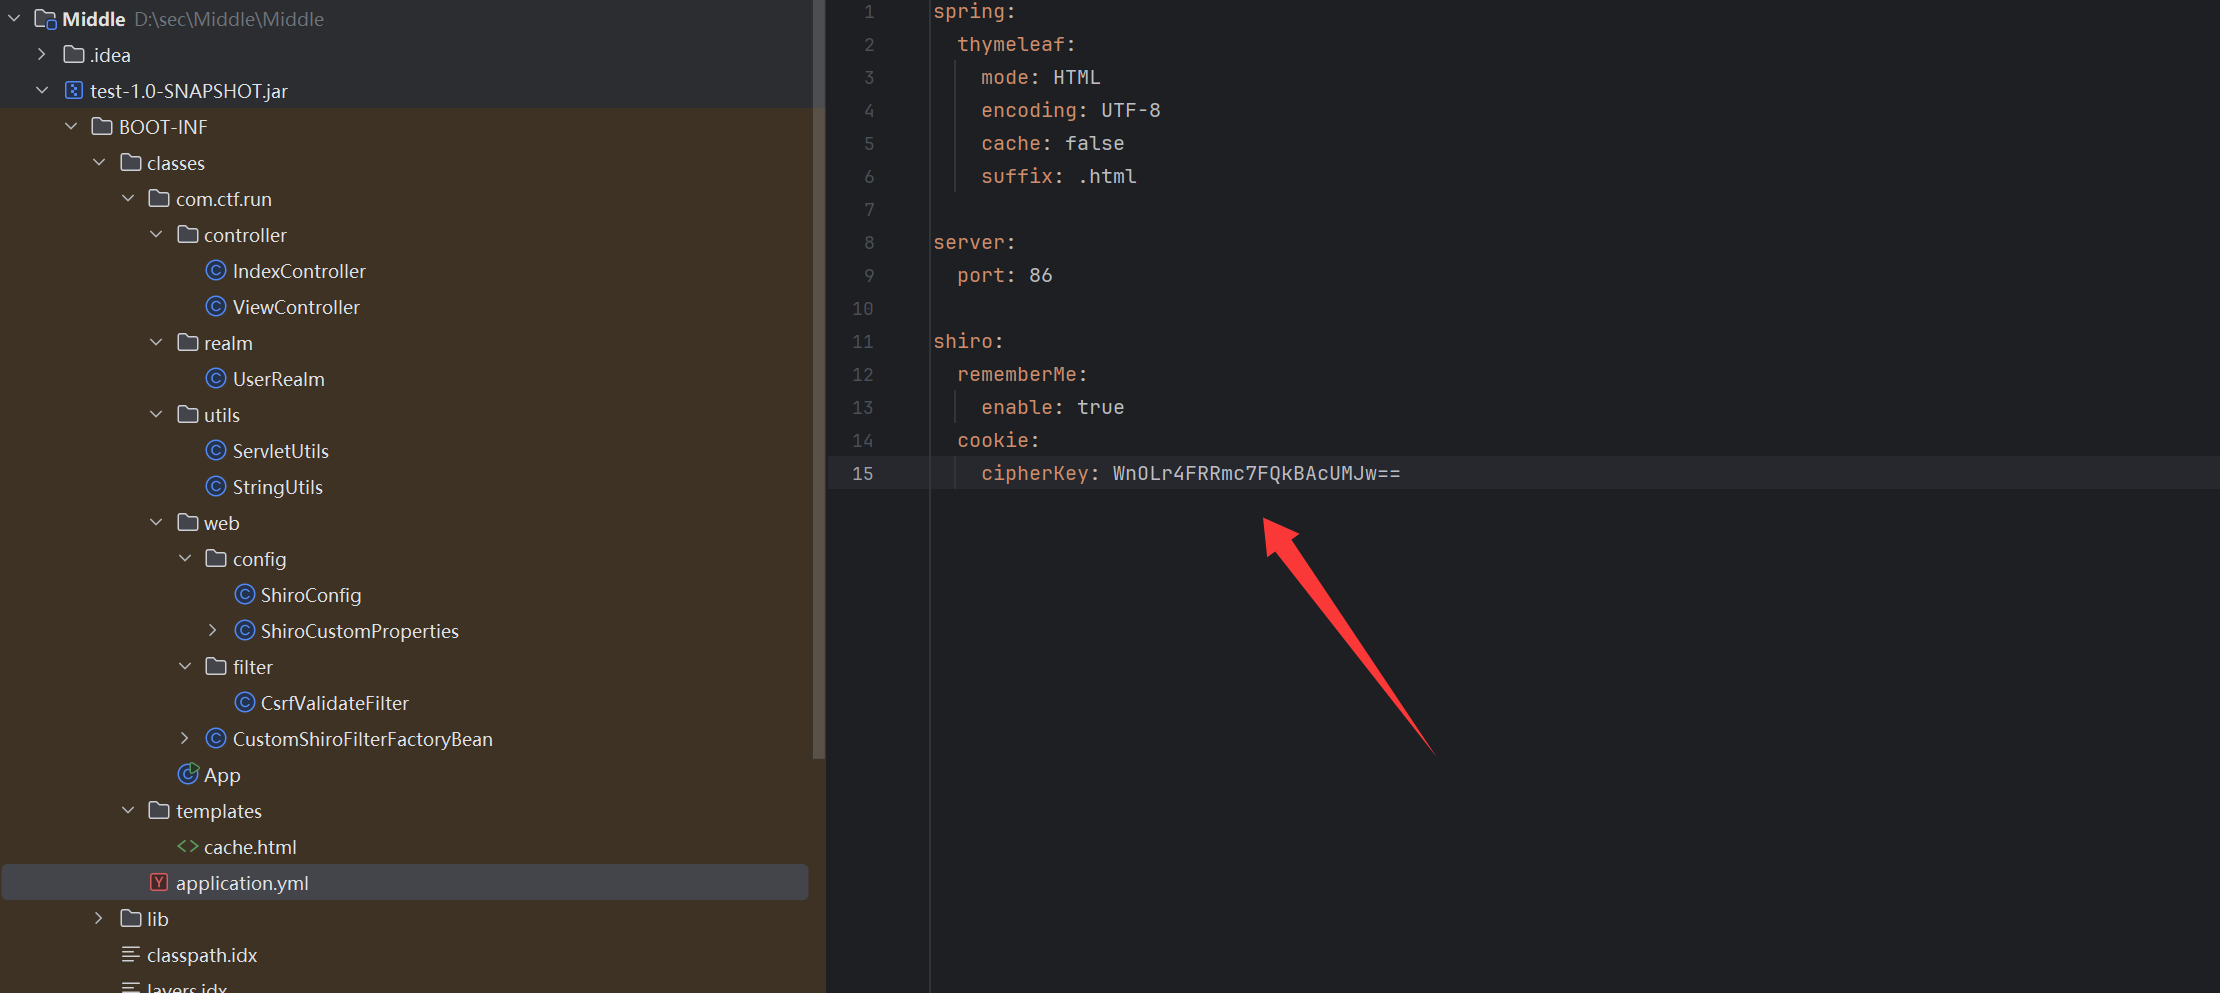 Middle D:\sec\Middle\Middle
.idea
test-1.0-SNAPSHOT.jar
BOOT-INF
classes
com.ctf.run
controller
IndexController
ViewController
realm
UserRealm
utils
ServletUtils
StringUtils
web
config
ShiroConfig
ShiroCustomProperties
filter
CsrfValidateFilter
CustomShiroFilterFactoryBean
App
templates
cache.html
application.yml
lib
classpath.idx
layers.idx
1 spring:
2 thymeleaf:
3 mode: HTML
4 encoding: UTF-8
5 cache: false
6 suffix: .html
7
8 server:
9 port: 86
10
11 shiro:
12 rememberMe:
13 enable: true
14 cookie:
15 cipherKey: WnOLr4FRRmc7FQkBAcUMJw==